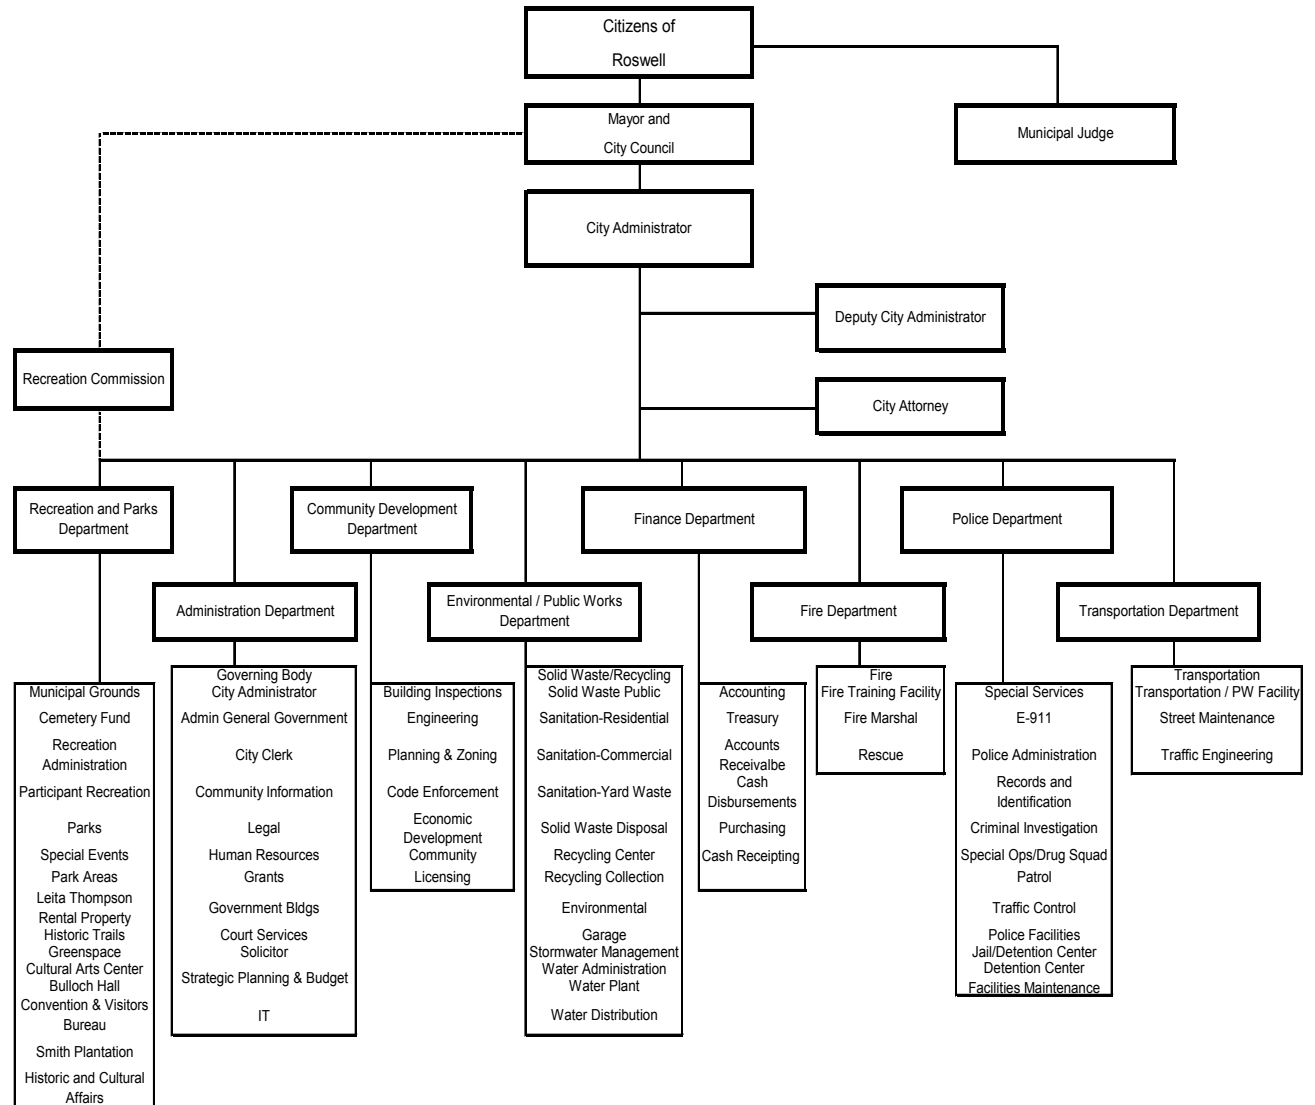 Citizens of
Roswell
Mayor and
City Council
Municipal Judge
City Administrator
Deputy City Administrator
Recreation Commission
City Attorney
Recreation and Parks
Department
Community Development
Department
Finance Department
Police Department
Administration Department
Environmental / Public Works
Department
Fire Department
Transportation Department
Municipal Grounds
Cemetery Fund
Recreation
Administration
Participant Recreation
Parks
Special Events
Park Areas
Leita Thompson
Rental Property
Historic Trails
Greenspace
Cultural Arts Center
Bulloch Hall
Convention & Visitors
Bureau
Smith Plantation
Historic and Cultural
Affairs
Governing Body
City Administrator
Admin General Government
City Clerk
Community Information
Legal
Human Resources
Grants
Government Bldgs
Court Services
Solicitor
Strategic Planning & Budget
IT
Building Inspections
Engineering
Planning & Zoning
Code Enforcement
Economic
Development
Community
Licensing
Solid Waste/Recycling
Solid Waste Public
Sanitation-Residential
Sanitation-Commercial
Sanitation-Yard Waste
Solid Waste Disposal
Recycling Center
Recycling Collection
Environmental
Garage
Stormwater Management
Water Administration
Water Plant
Water Distribution
Accounting
Treasury
Accounts
Receivalbe
Cash
Disbursements
Purchasing
Cash Receipting
Fire
Fire Training Facility
Fire Marshal
Rescue
Special Services
E-911
Police Administration
Records and
Identification
Criminal Investigation
Special Ops/Drug Squad
Patrol
Traffic Control
Police Facilities
Jail/Detention Center
Detention Center
Facilities Maintenance
Transportation
Transportation / PW Facility
Street Maintenance
Traffic Engineering